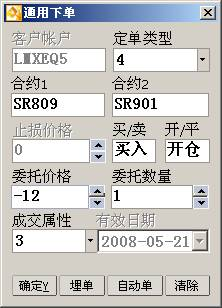 通用下单
客户帐户 定单类型
LMXEQ5 4
合约1 合约2
SR809 SR901
止损价格 买/卖 开/平
0 买入 开仓
委托价格 委托数量
-12 1
成交属性 有效日期
3 2008-05-21
确定Y 埋单 自动单 清除